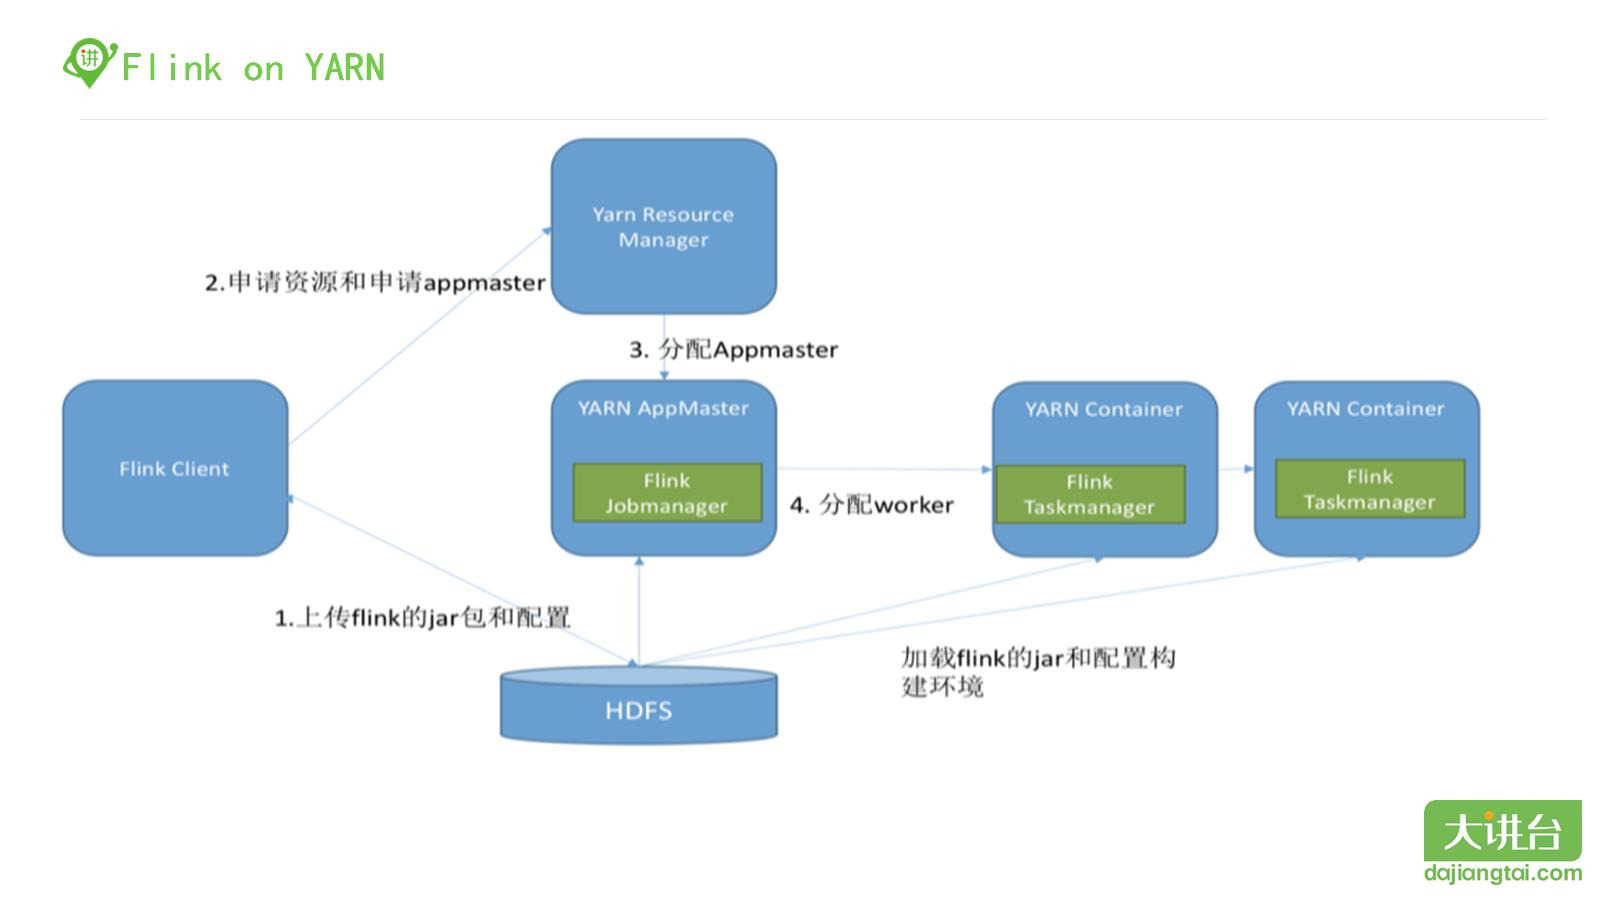 讲
Flink on YARN
Yarn Resource
Manager
2.申请资源和申请appmaster
3. 分配Appmaster
Flink Client
YARN AppMaster
Flink
Jobmanager
4. 分配worker
YARN Container
Flink
Taskmanager
YARN Container
Flink
Taskmanager
1.上传flink的jar包和配置
加载flink的jar和配置构
建环境
HDFS
大讲台
dajiangtai.com